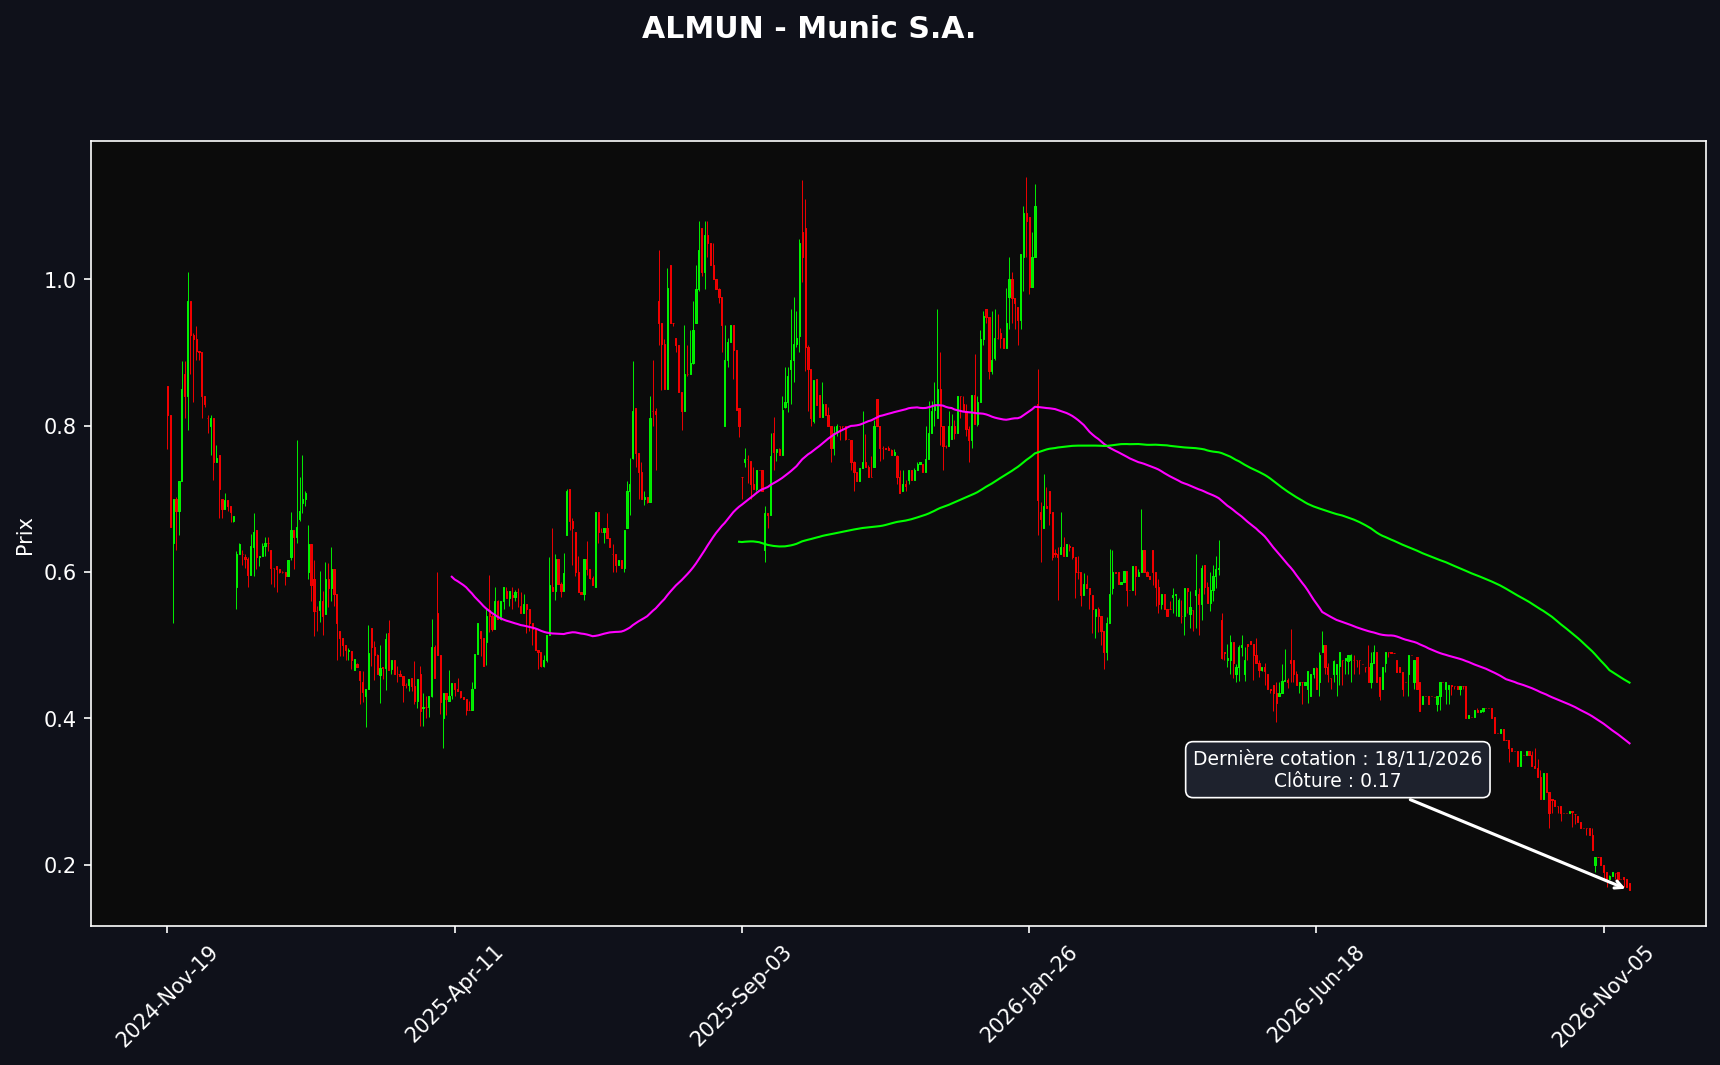 ALMUN - Munic S.A.
Prix
1.0
0.8
0.6
0.4
0.2
Dernière cotation : 18/11/2026
Clôture : 0.17
2024-Nov-19
2025-Apr-11
2025-Sep-03
2026-Jan-26
2026-Jun-18
2026-Nov-05